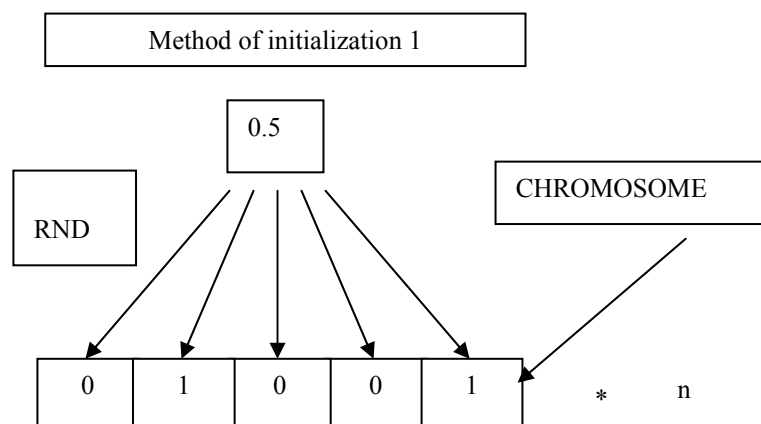 Method of initialization 1
0.5
CHROMOSOME
RND
0 1 0 0 1 * n